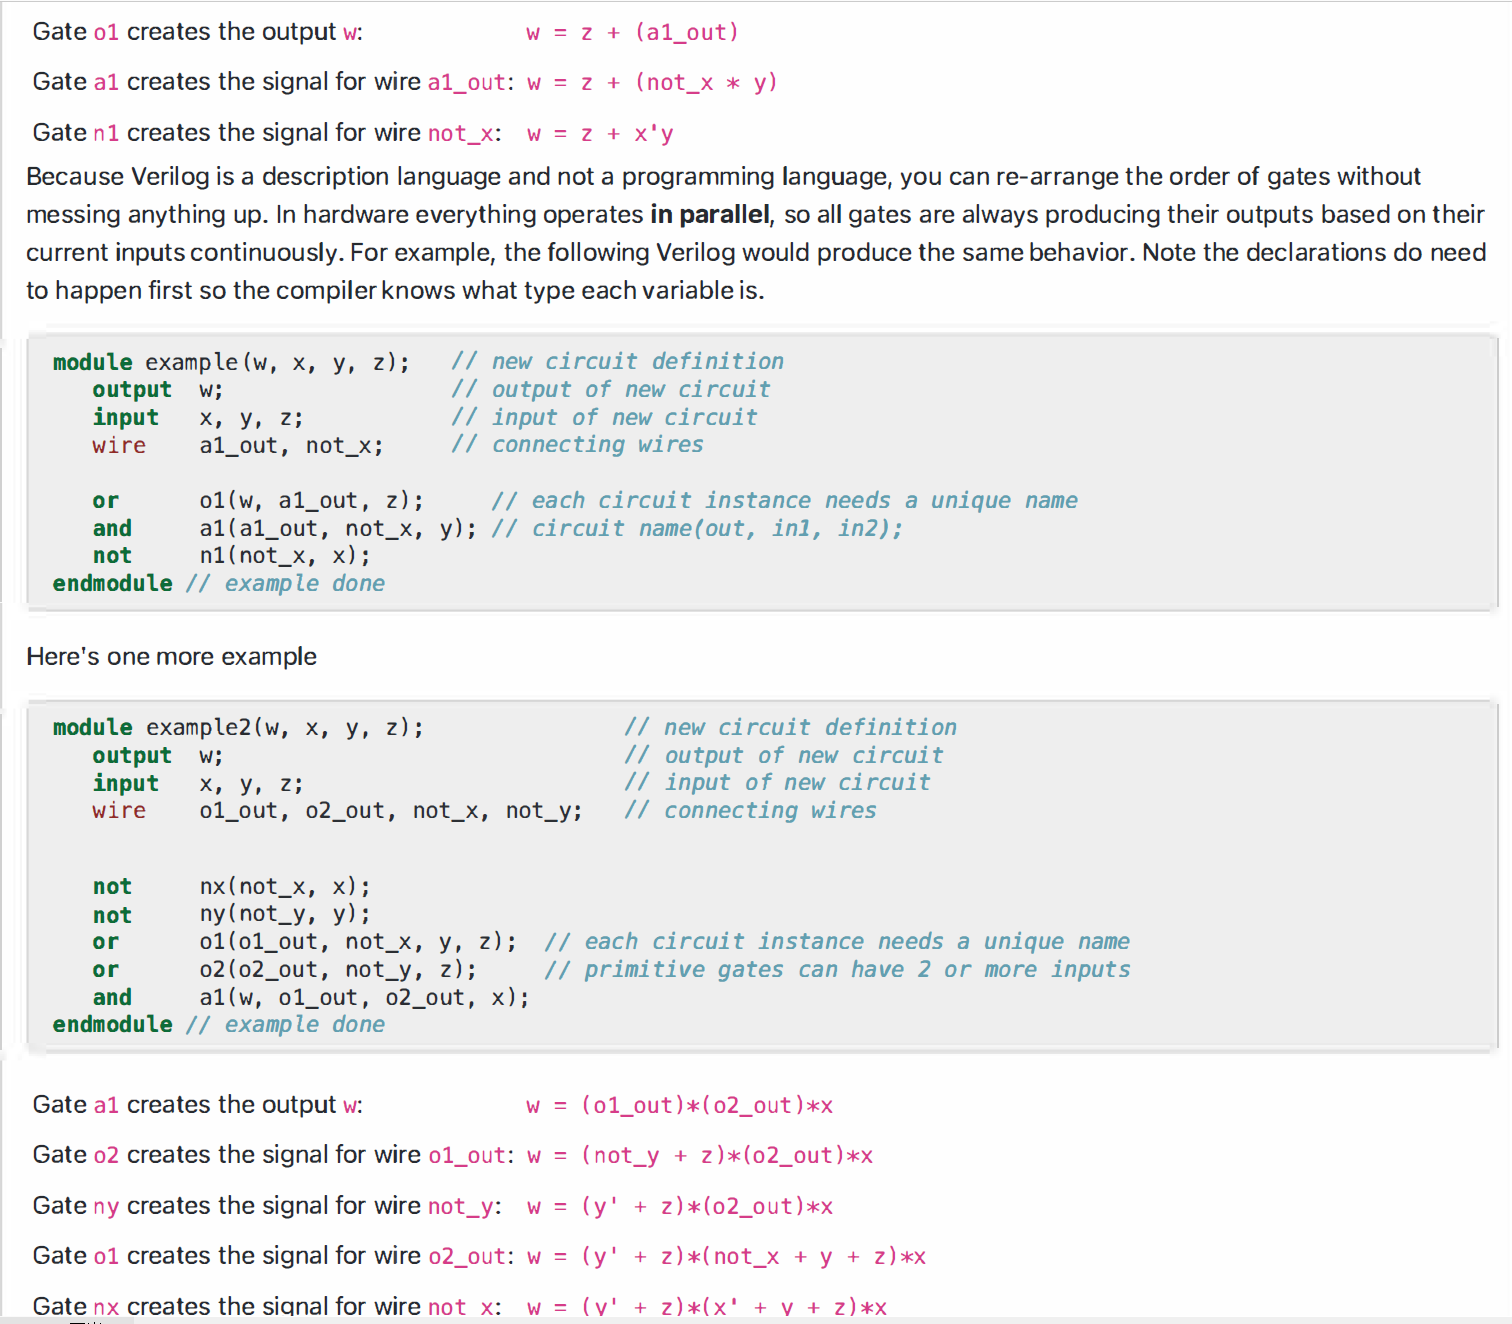 Gate o1 creates the output w: w = z + (a1_out)
Gate a1 creates the signal for wire a1_out: w = z + (not_x * y)
Gate n1 creates the signal for wire not_x: w = z + x'y
Because Verilog is a description language and not a programming language, you can re-arrange the order of gates without
messing anything up. In hardware everything operates in parallel, so all gates are always producing their outputs based on their
current inputs continuously. For example, the following Verilog would produce the same behavior. Note the declarations do need
to happen first so the compiler knows what type each variable is.
module example(w, x, y, z); // new circuit definition
output w; // output of new circuit
input x, y, z; // input of new circuit
wire a1_out, not_x; // connecting wires
or o1(w, a1_out, z); // each circuit instance needs a unique name
and a1(a1_out, not_x, y); // circuit name(out, in1, in2);
not n1(not_x, x);
endmodule // example done
Here's one more example
module example2(w, x, y, z); // new circuit definition
output w; // output of new circuit
input x, y, z; // input of new circuit
wire o1_out, o2_out, not_x, not_y; // connecting wires
not nx(not_x, x);
not ny(not_y, y);
or o1(o1_out, not_x, y, z); // each circuit instance needs a unique name
or o2(o2_out, not_y, z); // primitive gates can have 2 or more inputs
and a1(w, o1_out, o2_out, x);
endmodule // example done
Gate a1 creates the output w: w = (o1_out)*(o2_out)*x
Gate o2 creates the signal for wire o1_out: w = (not_y + z)*(o2_out)*x
Gate ny creates the signal for wire not_y: w = (y' + z)*(o2_out)*x
Gate o1 creates the signal for wire o2_out: w = (y' + z)*(not_x + y + z)*x
Gate nx creates the signal for wire not_x: w = (y' + z)*(x' + y + z)*x